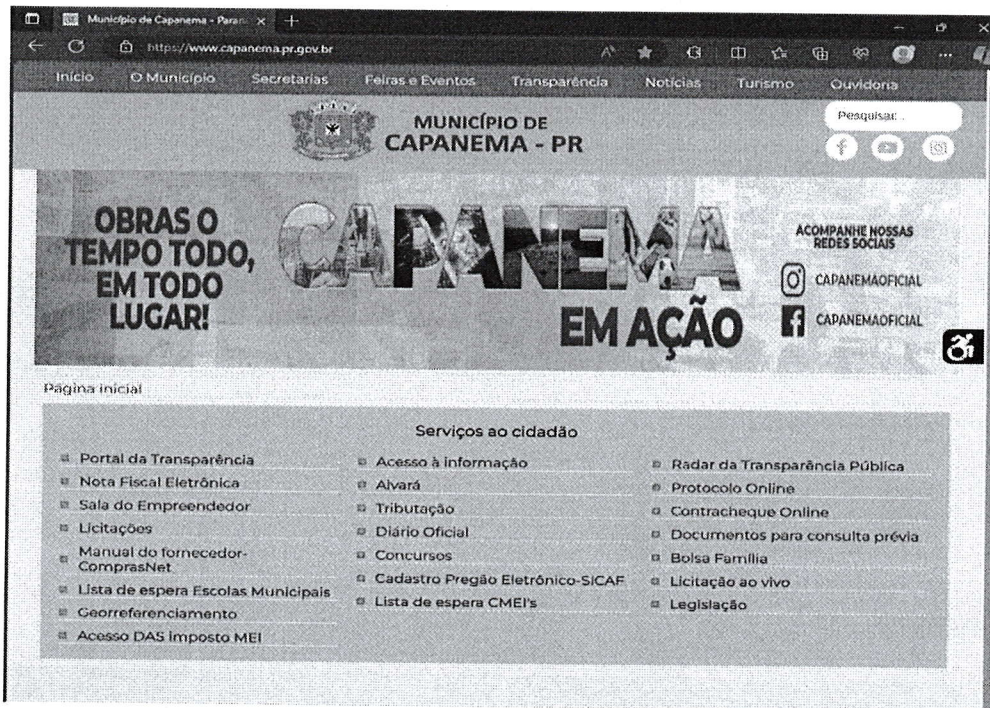 Município de Capanema - Paran
https://www.capanema.pr.gov.br
Início O Município Secretarias Feiras e Eventos Transparência Notícias Turismo Ouvidoria
MUNICÍPIO DE
CAPANEMA - PR
Pesquisar...
OBRAS O
TEMPO TODO,
EM TODO
LUGAR!
CAPANEMA
EM AÇÃO
ACOMPANHE NOSSAS
REDES SOCIAIS
CAPANEMAOFICIAL
CAPANEMAOFICIAL
Página inicial
Serviços ao cidadão
Portal da Transparência
Nota Fiscal Eletrônica
Sala do Empreendedor
Licitações
Manual do fornecedor-
ComprasNet
Lista de espera Escolas Municipais
Georreferenciamento
Acesso DAS Imposto MEI
Acesso à informação
Alvará
Tributação
Diário Oficial
Concursos
Cadastro Pregão Eletrônico-SICAF
Lista de espera CMEI's
Radar da Transparência Pública
Protocolo Online
Contracheque Online
Documentos para consulta prévia
Bolsa Família
Licitação ao vivo
Legislação